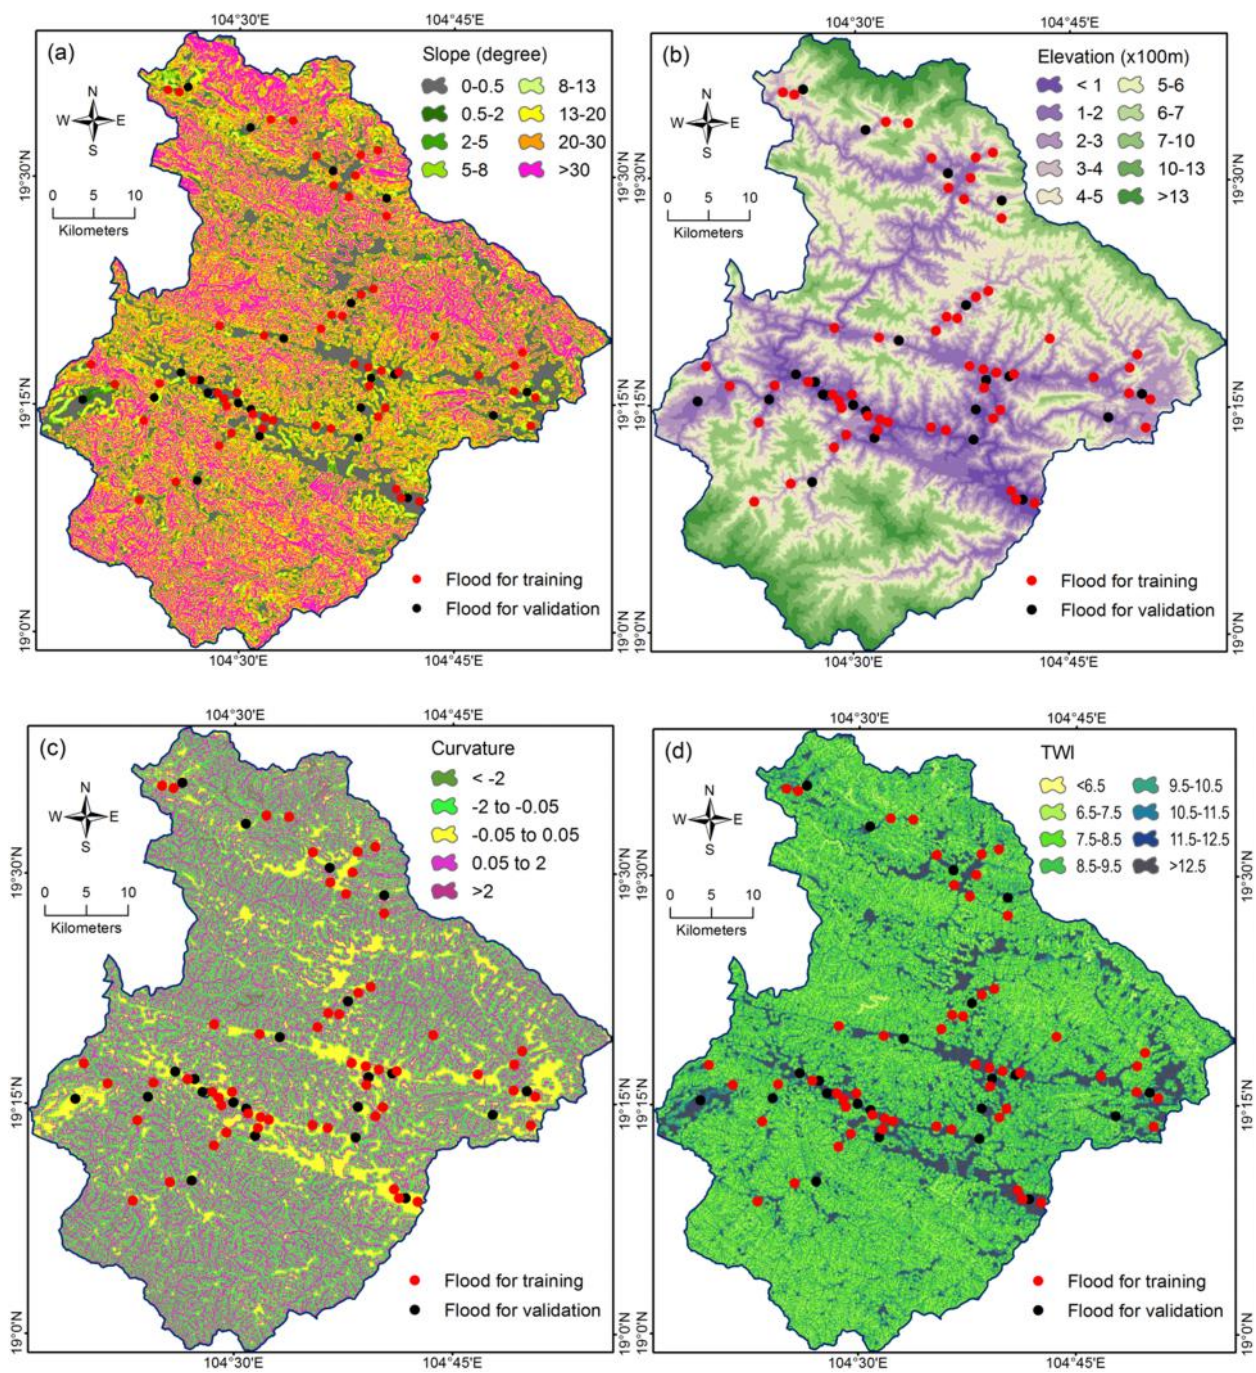 104°30'E 104°45'E
(a)
Slope (degree)
0-0.5 8-13
0.5-2 13-20
2-5 20-30
5-8 >30
N
W E
S
0 5 10
Kilometers
19°30'N
19°15'N
19°0'N
Flood for training
Flood for validation
104°30'E 104°45'E
104°30'E 104°45'E
(b)
Elevation (x100m)
< 1 5-6
1-2 6-7
2-3 7-10
3-4 10-13
4-5 >13
N
W E
S
0 5 10
Kilometers
19°30'N 19°30'N
19°15'N 19°15'N
19°0'N 19°0'N
Flood for training
Flood for validation
104°30'E 104°45'E
104°30'E 104°45'E
(c)
Curvature
< -2
-2 to -0.05
-0.05 to 0.05
0.05 to 2
>2
N
W E
S
0 5 10
Kilometers
19°30'N
19°15'N
19°0'N
Flood for training
Flood for validation
104°30'E 104°45'E
104°30'E 104°45'E
(d)
TWI
<6.5 9.5-10.5
6.5-7.5 10.5-11.5
7.5-8.5 11.5-12.5
8.5-9.5 >12.5
N
W E
S
0 5 10
Kilometers
19°30'N 19°30'N
19°15'N 19°15'N
19°0'N 19°0'N
Flood for training
Flood for validation
104°30'E 104°45'E